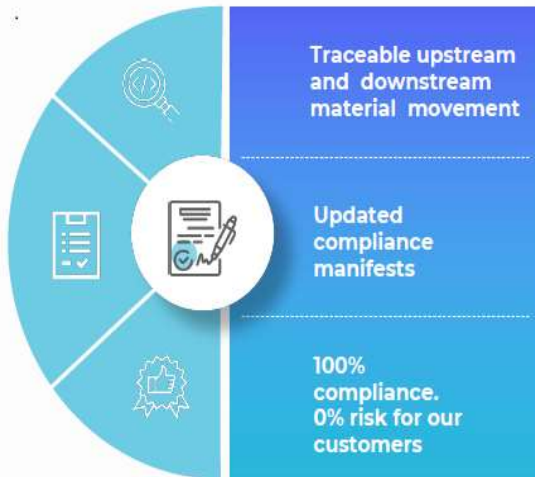 Traceable upstream
and downstream
material movement
Updated
compliance
manifests
100%
compliance.
0% risk for our
customers